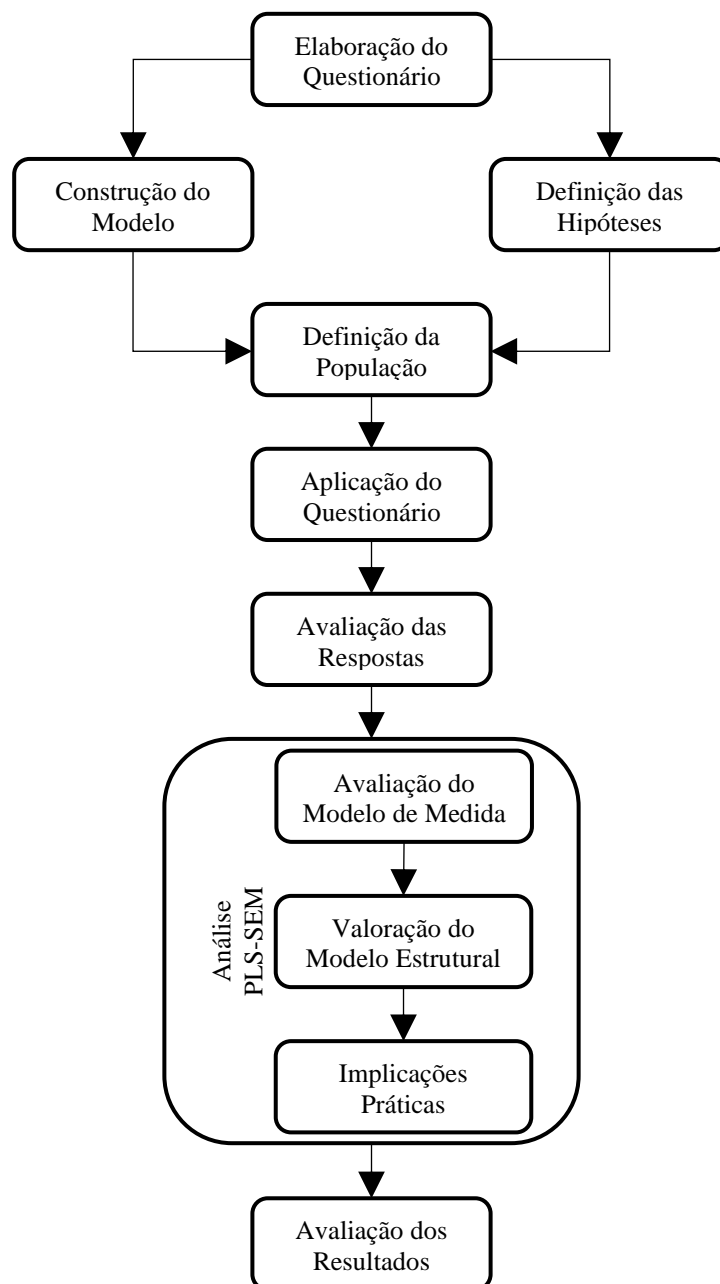 Elaboração do
Questionário
Construção do
Modelo
Definição das
Hipóteses
Definição da
População
Aplicação do
Questionário
Avaliação das
Respostas
Análise
PLS-SEM
Avaliação do
Modelo de Medida
Valoração do
Modelo Estrutural
Implicações
Práticas
Avaliação dos
Resultados